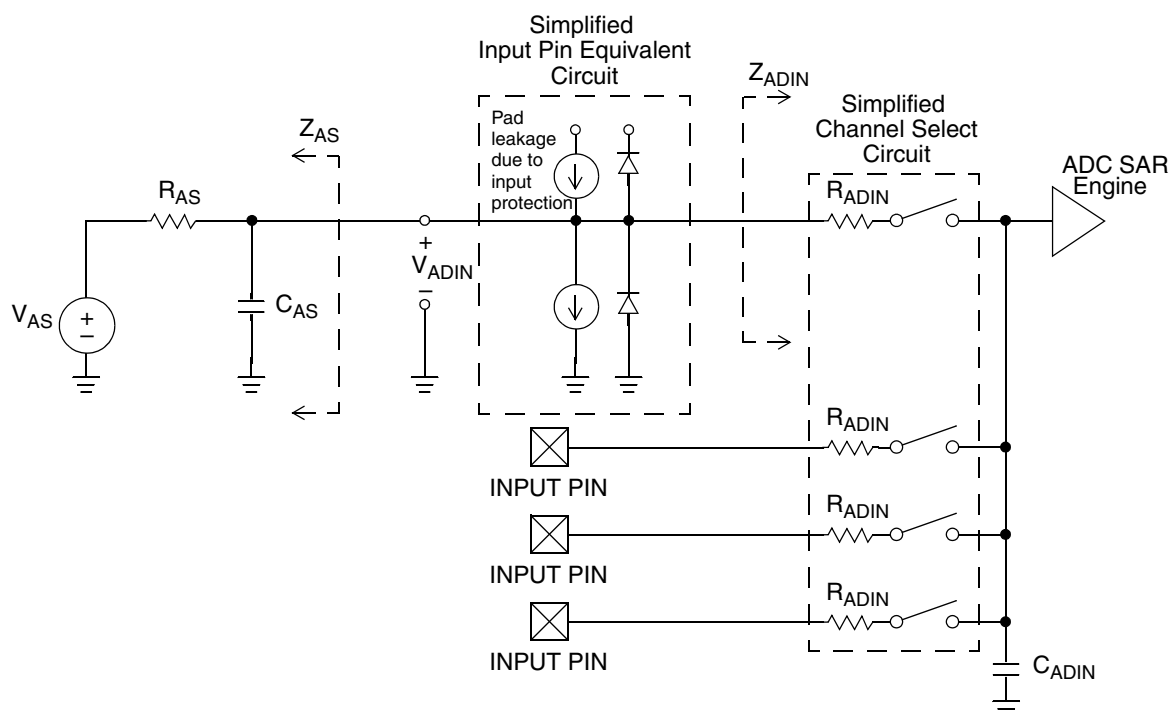 Simplified
Input Pin Equivalent
Circuit
Z_ADIN
Simplified
Channel Select
Circuit
Pad
leakage
due to
input
protection
Z_AS
R_AS
R_ADIN
ADC SAR
Engine
+
V_ADIN
–
V_AS
+
–
C_AS
R_ADIN
INPUT PIN
R_ADIN
INPUT PIN
R_ADIN
INPUT PIN
C_ADIN